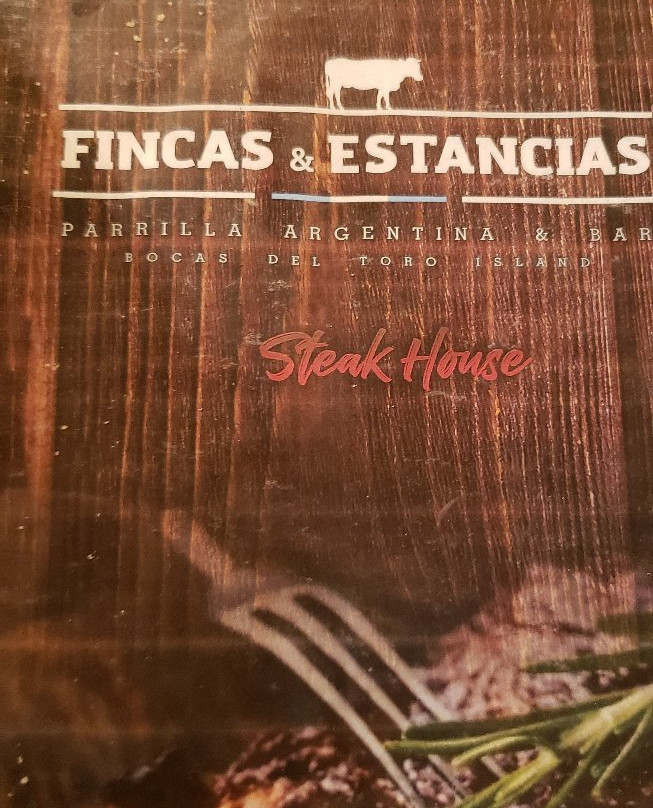 FINCAS & ESTANCIAS
PARRILLA ARGENTINA & BAR
BOCAS DEL TORO ISLAND
Steak House